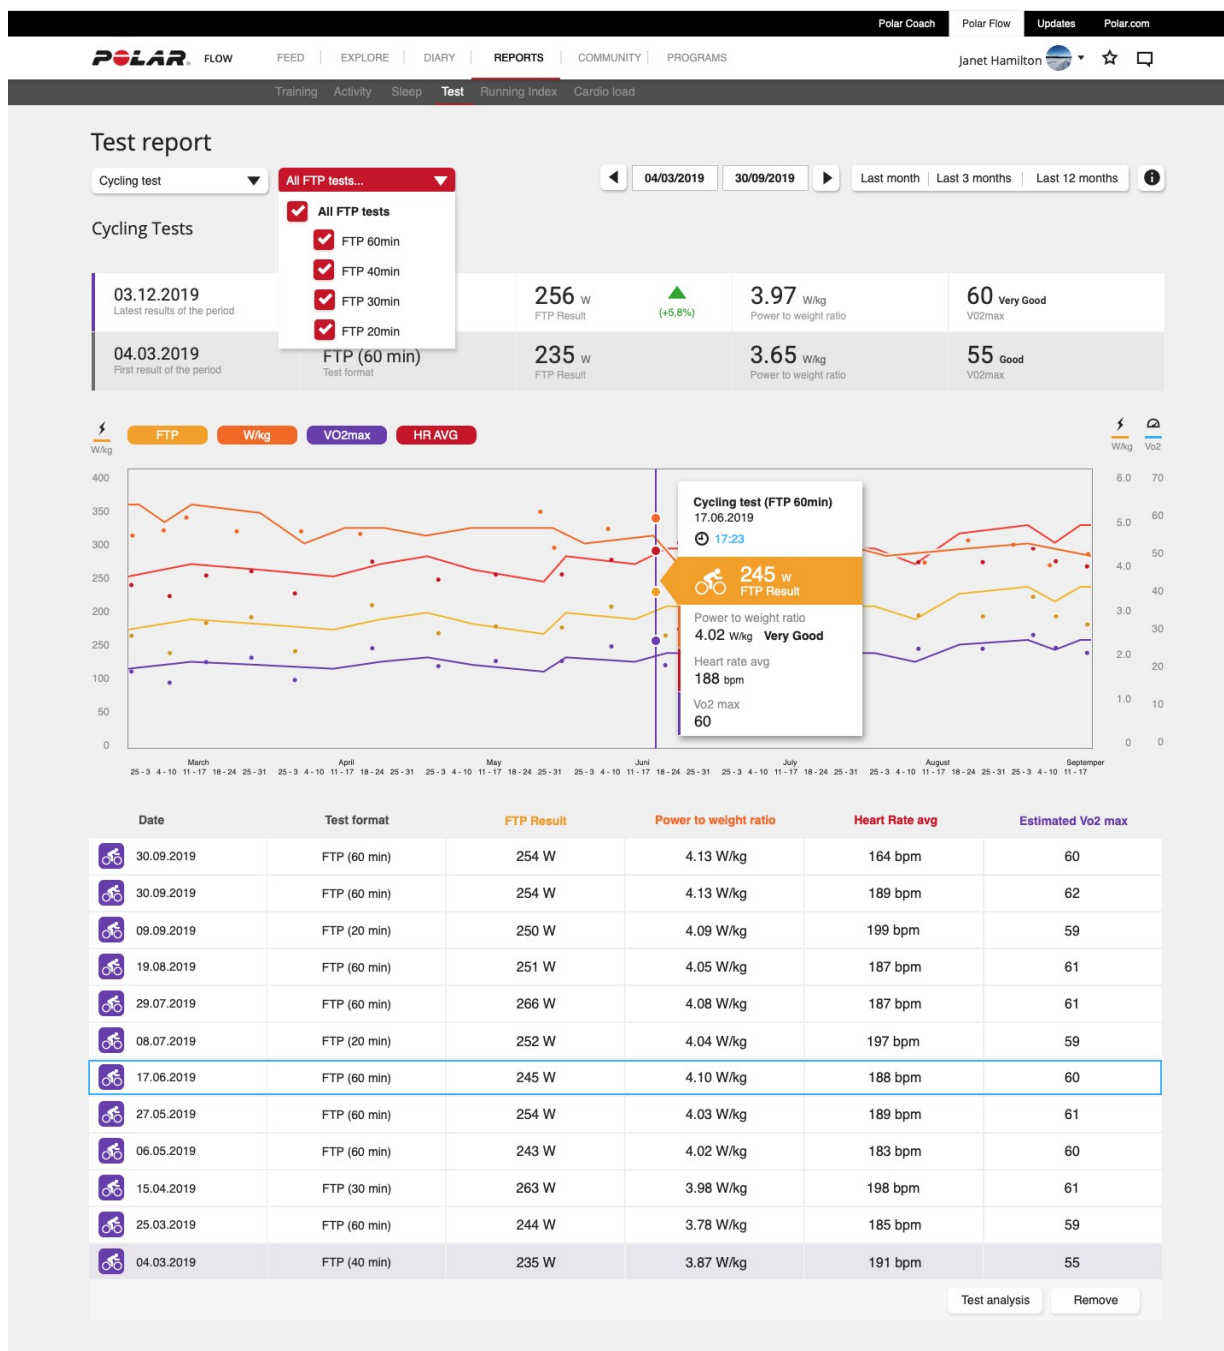 Polar Coach Polar Flow Updates Polar.com
POLAR. FLOW FEED EXPLORE DIARY REPORTS COMMUNITY PROGRAMS Janet Hamilton
Training Activity Sleep Test Running Index Cardio load
Test report
Cycling test All FTP tests... 04/03/2019 30/09/2019 Last month Last 3 months Last 12 months
All FTP tests
FTP 60min
FTP 40min
FTP 30min
FTP 20min
Cycling Tests
03.12.2019 256 W 3.97 W/kg 60 Very Good
Latest results of the period FTP Result (+5,8%) Power to weight ratio V02max
04.03.2019 FTP (60 min) 235 W 3.65 W/kg 55 Good
First result of the period Test format FTP Result Power to weight ratio V02max
FTP W/kg VO2max HR AVG
W/kg W/kg Vo2
400 6.0 70
350 5.0 60
300 50
250 4.0 40
200 3.0 30
250 2.0 20
100
50 1.0 10
0 0 0
Cycling test (FTP 60min)
17.06.2019
17:23
245 W
FTP Result
Power to weight ratio
4.02 W/kg Very Good
Heart rate avg
188 bpm
Vo2 max
60
March April May Juni July August Septemper
25 - 3 4 - 10 11 - 17 18 - 24 25 - 31 25 - 3 4 - 10 11 - 17 18 - 24 25 - 31 25 - 3 4 - 10 11 - 17 18 - 24 25 - 31 25 - 3 4 - 10 11 - 17 18 - 24 25 - 31 25 - 3 4 - 10 11 - 17 18 - 24 25 - 31 25 - 3 4 - 10 11 - 17 18 - 24 25 - 31 25 - 3 4 - 10 11 - 17
Date Test format FTP Result Power to weight ratio Heart Rate avg Estimated Vo2 max
30.09.2019 FTP (60 min) 254 W 4.13 W/kg 164 bpm 60
30.09.2019 FTP (60 min) 254 W 4.13 W/kg 189 bpm 62
09.09.2019 FTP (20 min) 250 W 4.09 W/kg 199 bpm 59
19.08.2019 FTP (60 min) 251 W 4.05 W/kg 187 bpm 61
29.07.2019 FTP (60 min) 266 W 4.08 W/kg 187 bpm 61
08.07.2019 FTP (20 min) 252 W 4.04 W/kg 197 bpm 59
17.06.2019 FTP (60 min) 245 W 4.10 W/kg 188 bpm 60
27.05.2019 FTP (60 min) 254 W 4.03 W/kg 189 bpm 61
06.05.2019 FTP (60 min) 243 W 4.02 W/kg 183 bpm 60
15.04.2019 FTP (30 min) 263 W 3.98 W/kg 198 bpm 61
25.03.2019 FTP (60 min) 244 W 3.78 W/kg 185 bpm 59
04.03.2019 FTP (40 min) 235 W 3.87 W/kg 191 bpm 55
Test analysis Remove